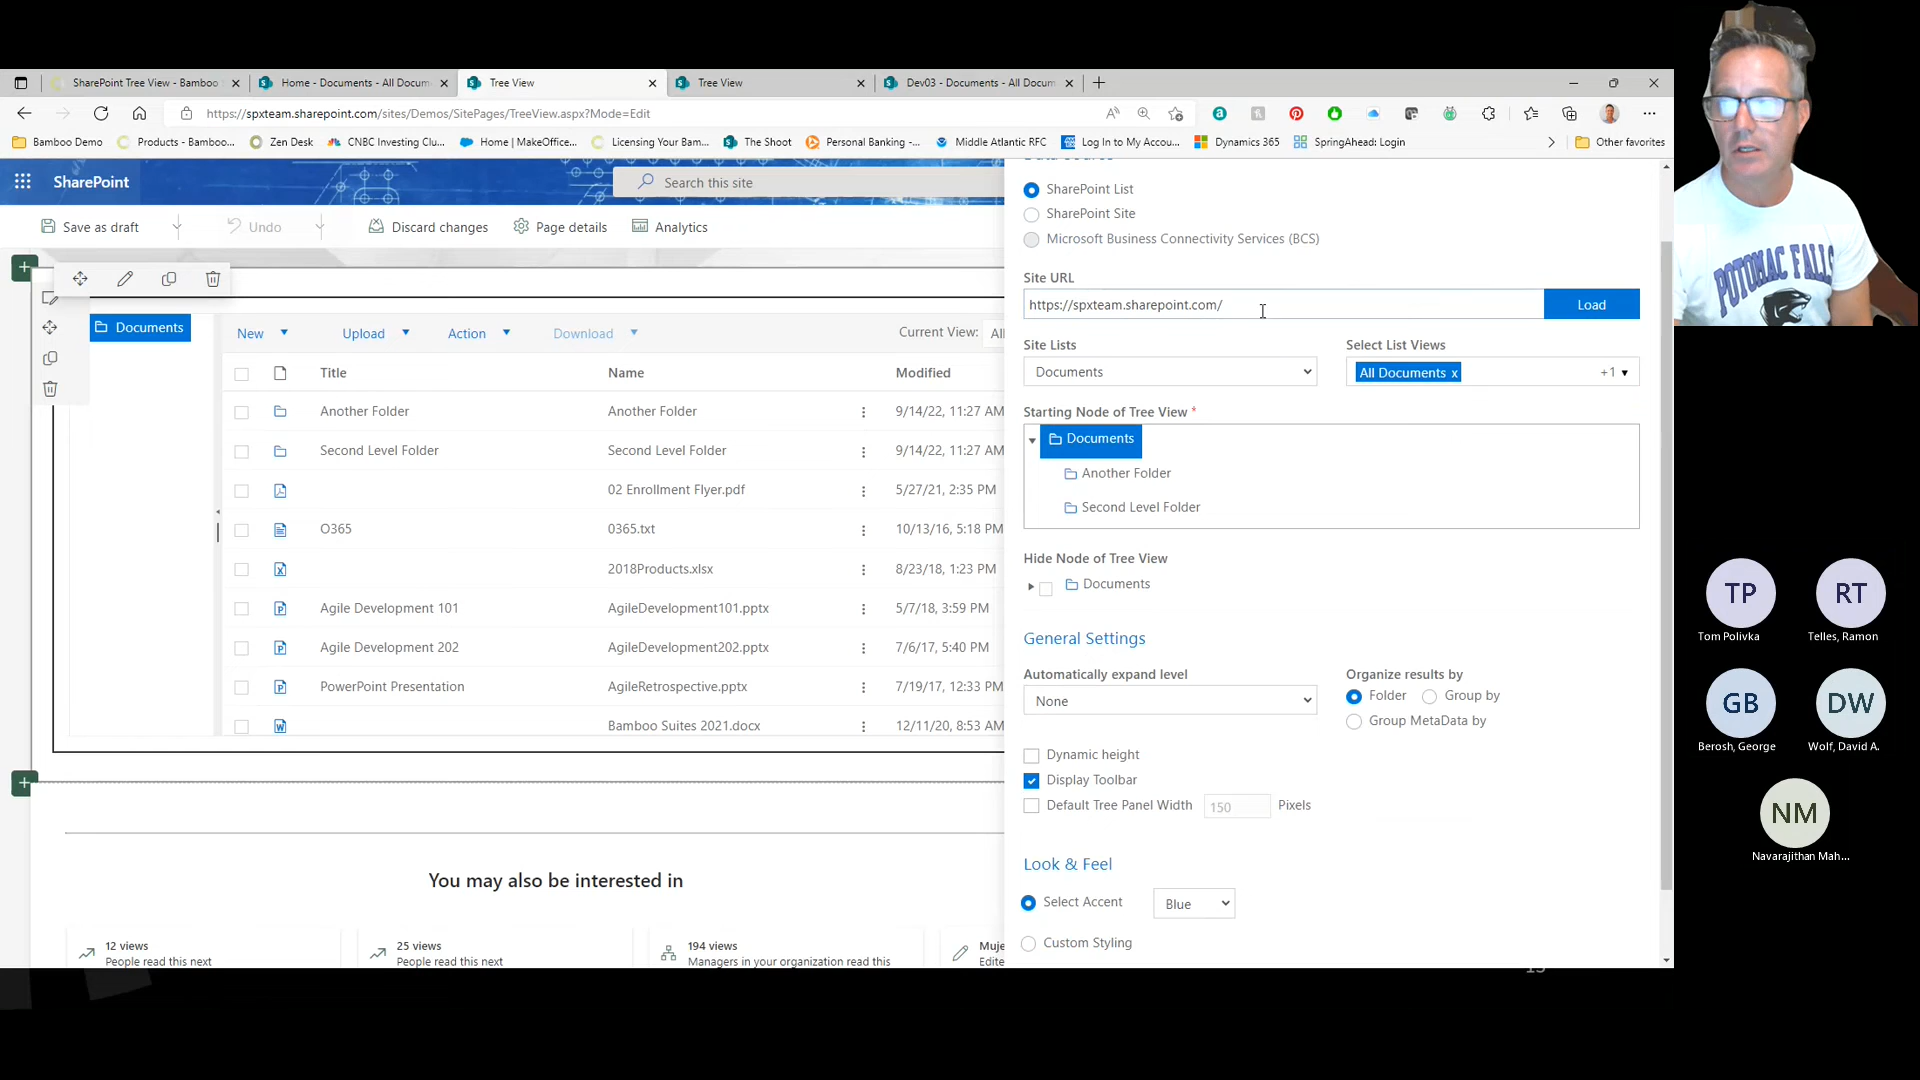 SharePoint Tree View - Bamboo
Home - Documents - All Docum
Tree View
Tree View
Dev03 - Documents - All Docum
https://spxteam.sharepoint.com/sites/Demos/SitePages/TreeView.aspx?Mode=Edit
Bamboo Demo
Products - Bamboo...
Zen Desk
CNBC Investing Clu...
Home | MakeOffice...
Licensing Your Bam...
The Shoot
Personal Banking -...
Middle Atlantic RFC
Log In to My Accou...
Dynamics 365
SpringAhead: Login
Other favorites
SharePoint
Search this site
Save as draft
Undo
Discard changes
Page details
Analytics
Documents
New
Upload
Action
Download
Current View:
Title
Name
Modified
Another Folder
Another Folder
9/14/22, 11:27 AM
Second Level Folder
Second Level Folder
9/14/22, 11:27 AM
02 Enrollment Flyer.pdf
5/27/21, 2:35 PM
O365
0365.txt
10/13/16, 5:18 PM
2018Products.xlsx
8/23/18, 1:23 PM
Agile Development 101
AgileDevelopment101.pptx
5/7/18, 3:59 PM
Agile Development 202
AgileDevelopment202.pptx
7/6/17, 5:40 PM
PowerPoint Presentation
AgileRetrospective.pptx
7/19/17, 12:33 PM
Bamboo Suites 2021.docx
12/11/20, 8:53 AM
You may also be interested in
12 views
People read this next
25 views
People read this next
194 views
Managers in your organization read this
Muje
Edite
SharePoint List
SharePoint Site
Microsoft Business Connectivity Services (BCS)
Site URL
https://spxteam.sharepoint.com/
Load
Site Lists
Select List Views
Documents
All Documents x
+1
Starting Node of Tree View *
Documents
Another Folder
Second Level Folder
Hide Node of Tree View
Documents
General Settings
Automatically expand level
Organize results by
None
Folder
Group by
Group MetaData by
Dynamic height
Display Toolbar
Default Tree Panel Width
150
Pixels
Look & Feel
Select Accent
Blue
Custom Styling
POTOMAC FALLS
TP
Tom Polivka
RT
Telles, Ramon
GB
Berosh, George
DW
Wolf, David A.
NM
Navarajithan Mah...